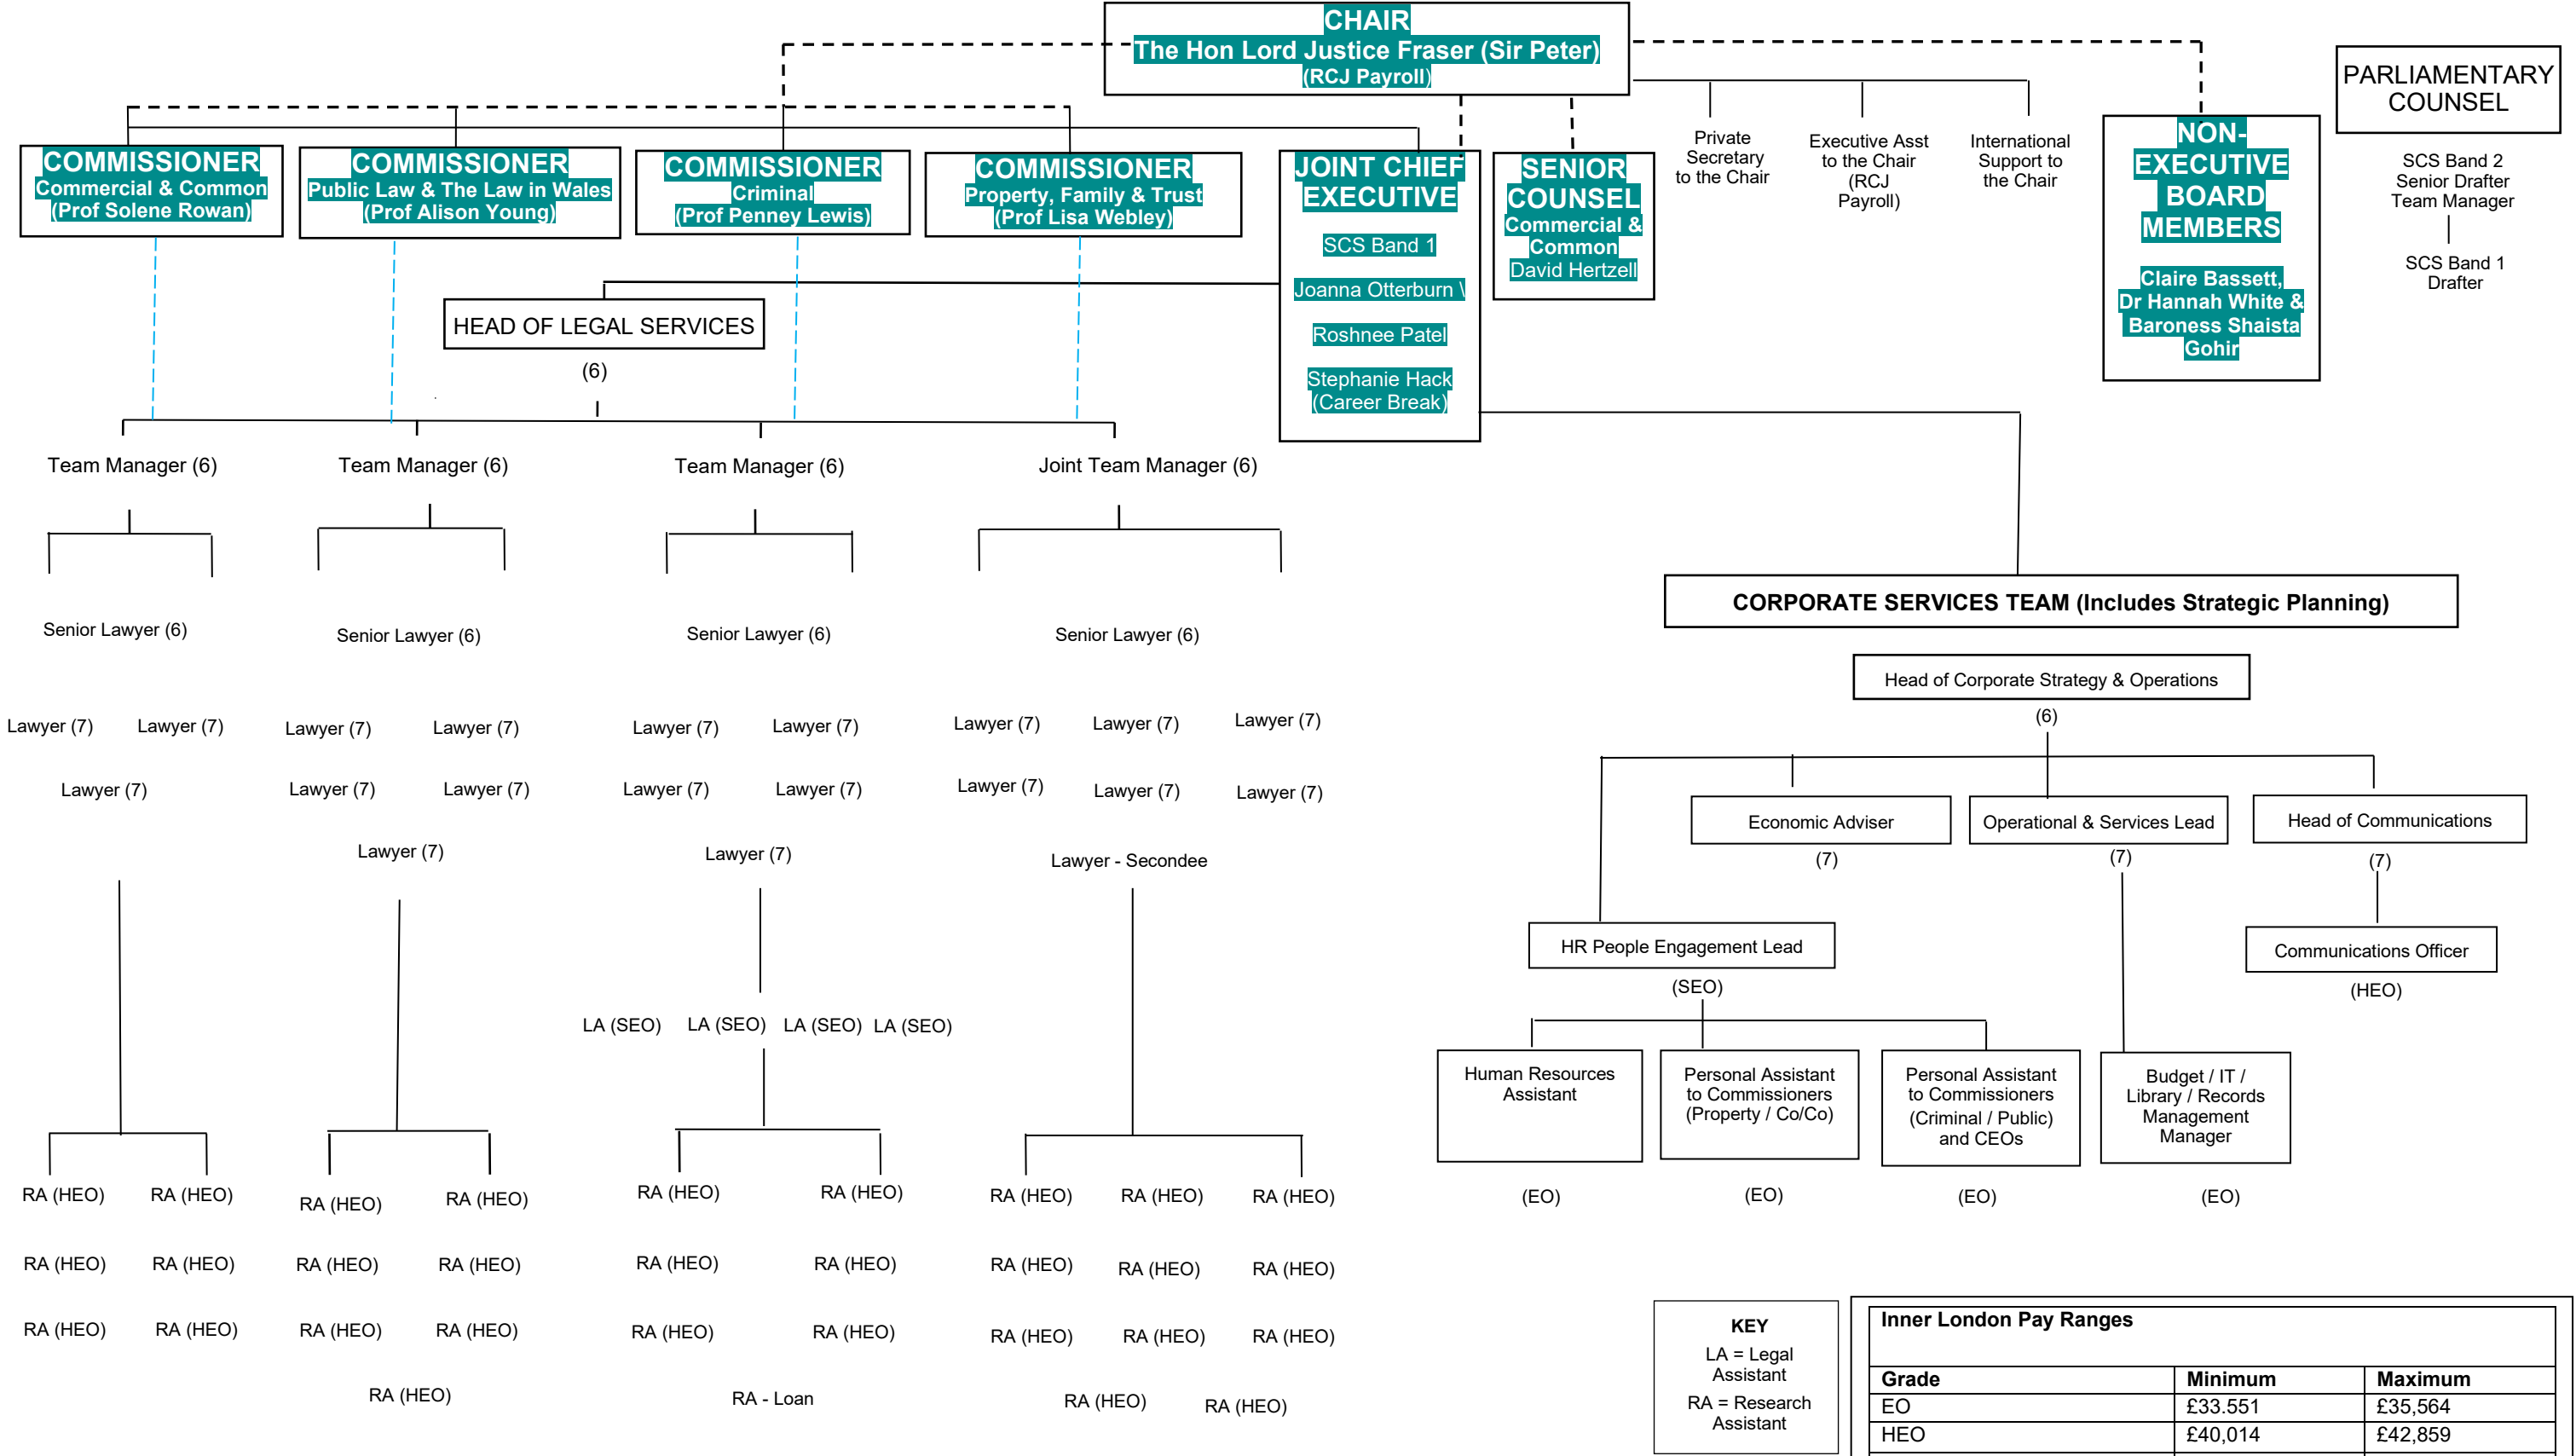 CHAIR
The Hon Lord Justice Fraser (Sir Peter)
(RCJ Payroll)
PARLIAMENTARY
COUNSEL
SCS Band 2
Senior Drafter
Team Manager
SCS Band 1
Drafter
COMMISSIONER
Commercial & Common
(Prof Solene Rowan)
COMMISSIONER
Public Law & The Law in Wales
(Prof Alison Young)
COMMISSIONER
Criminal
(Prof Penney Lewis)
COMMISSIONER
Property, Family & Trust
(Prof Lisa Webley)
JOINT CHIEF
EXECUTIVE
SCS Band 1
Joanna Otterburn \
Roshnee Patel
Stephanie Hack
(Career Break)
SENIOR
COUNSEL
Commercial &
Common
David Hertzell
Private
Secretary
to the Chair
Executive Asst
to the Chair
(RCJ
Payroll)
International
Support to
the Chair
NON-
EXECUTIVE
BOARD
MEMBERS
Claire Bassett,
Dr Hannah White &
Baroness Shaista
Gohir
HEAD OF LEGAL SERVICES
(6)
Team Manager (6)
Team Manager (6)
Team Manager (6)
Joint Team Manager (6)
Senior Lawyer (6)
Senior Lawyer (6)
Senior Lawyer (6)
Senior Lawyer (6)
Lawyer (7) Lawyer (7) Lawyer (7) Lawyer (7) Lawyer (7) Lawyer (7) Lawyer (7) Lawyer (7) Lawyer (7)
Lawyer (7) Lawyer (7) Lawyer (7) Lawyer (7) Lawyer (7) Lawyer (7) Lawyer (7) Lawyer (7)
Lawyer (7) Lawyer (7) Lawyer - Secondee
LA (SEO) LA (SEO) LA (SEO) LA (SEO)
RA (HEO) RA (HEO) RA (HEO) RA (HEO) RA (HEO) RA (HEO) RA (HEO) RA (HEO) RA (HEO)
RA (HEO) RA (HEO) RA (HEO) RA (HEO) RA (HEO) RA (HEO) RA (HEO) RA (HEO) RA (HEO)
RA (HEO) RA (HEO) RA (HEO) RA (HEO) RA (HEO) RA (HEO) RA (HEO) RA (HEO) RA (HEO)
RA (HEO) RA - Loan RA (HEO) RA (HEO)
CORPORATE SERVICES TEAM (Includes Strategic Planning)
Head of Corporate Strategy & Operations
(6)
Economic Adviser
(7)
Operational & Services Lead
(7)
Head of Communications
(7)
HR People Engagement Lead
(SEO)
Communications Officer
(HEO)
Human Resources
Assistant
(EO)
Personal Assistant
to Commissioners
(Property / Co/Co)
(EO)
Personal Assistant
to Commissioners
(Criminal / Public)
and CEOs
(EO)
Budget / IT /
Library / Records
Management
Manager
(EO)
KEY
LA = Legal
Assistant
RA = Research
Assistant
Inner London Pay Ranges
Grade Minimum Maximum
EO £33.551 £35,564
HEO £40,014 £42,859